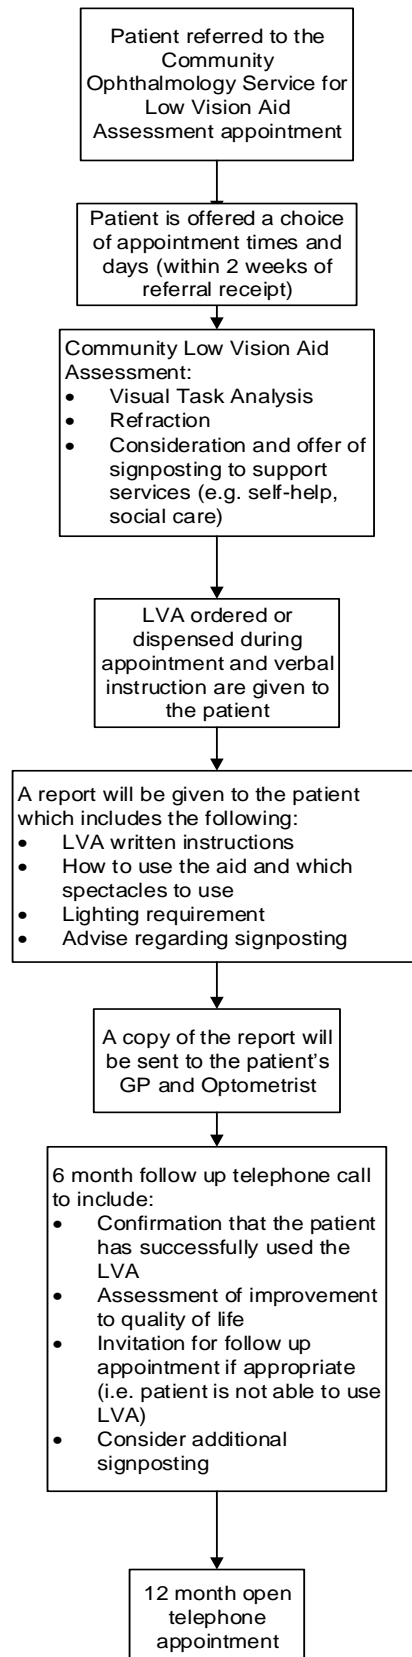 Patient referred to the
Community
Ophthalmology Service for
Low Vision Aid
Assessment appointment
Patient is offered a choice
of appointment times and
days (within 2 weeks of
referral receipt)
Community Low Vision Aid
Assessment:
• Visual Task Analysis
• Refraction
• Consideration and offer of
signposting to support
services (e.g. self-help,
social care)
LVA ordered or
dispensed during
appointment and verbal
instruction are given to
the patient
A report will be given to the patient
which includes the following:
• LVA written instructions
• How to use the aid and which
spectacles to use
• Lighting requirement
• Advise regarding signposting
A copy of the report will
be sent to the patient's
GP and Optometrist
6 month follow up telephone call
to include:
• Confirmation that the patient
has successfully used the
LVA
• Assessment of improvement
to quality of life
• Invitation for follow up
appointment if appropriate
(i.e. patient is not able to use
LVA)
• Consider additional
signposting
12 month open
telephone
appointment